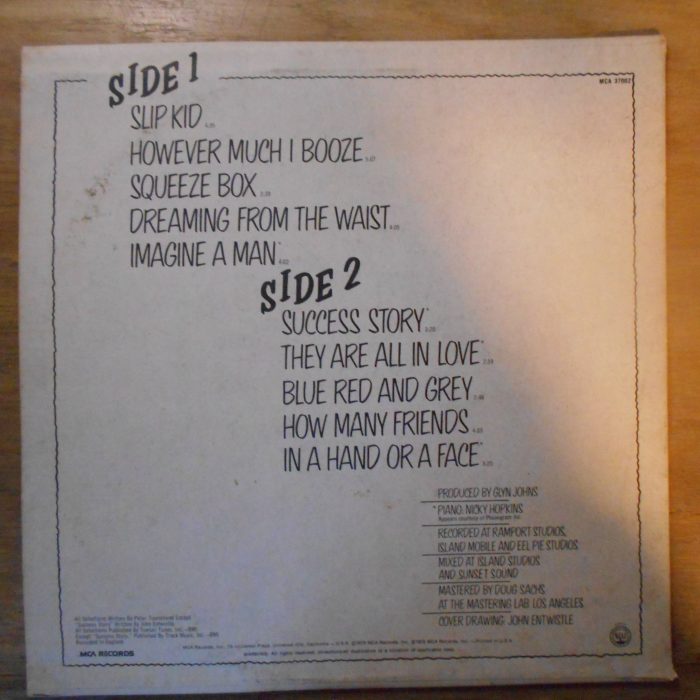 SIDE 1
MCA 37002
SLIP KID
HOWEVER MUCH I BOOZE
SQUEEZE BOX
DREAMING FROM THE WAIST
IMAGINE A MAN*
SIDE 2
SUCCESS STORY*
THEY ARE ALL IN LOVE*
BLUE RED AND GREY
HOW MANY FRIENDS
IN A HAND OR A FACE*
PRODUCED BY GLYN JOHNS
*PIANO: NICKY HOPKINS
RECORDED AT RAMPORT STUDIOS,
ISLAND MOBILE AND EEL PIE STUDIOS
MIXED AT ISLAND STUDIOS
AND SUNSET SOUND
MASTERED BY DOUG SACHS
AT THE MASTERING LAB LOS ANGELES
COVER DRAWING: JOHN ENTWISTLE
MCA RECORDS